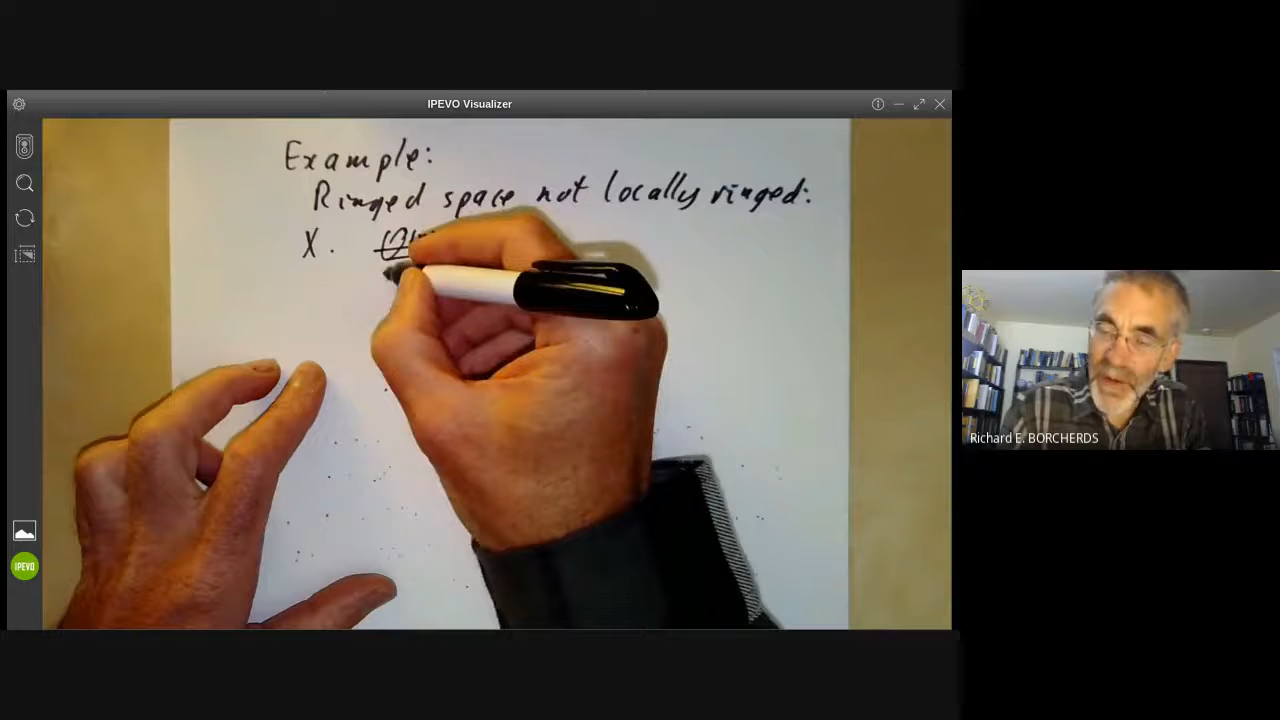 IPEVO Visualizer
Example:
Ringed space not locally ringed:
X.
IPEVO
Richard E. BORCHERDS